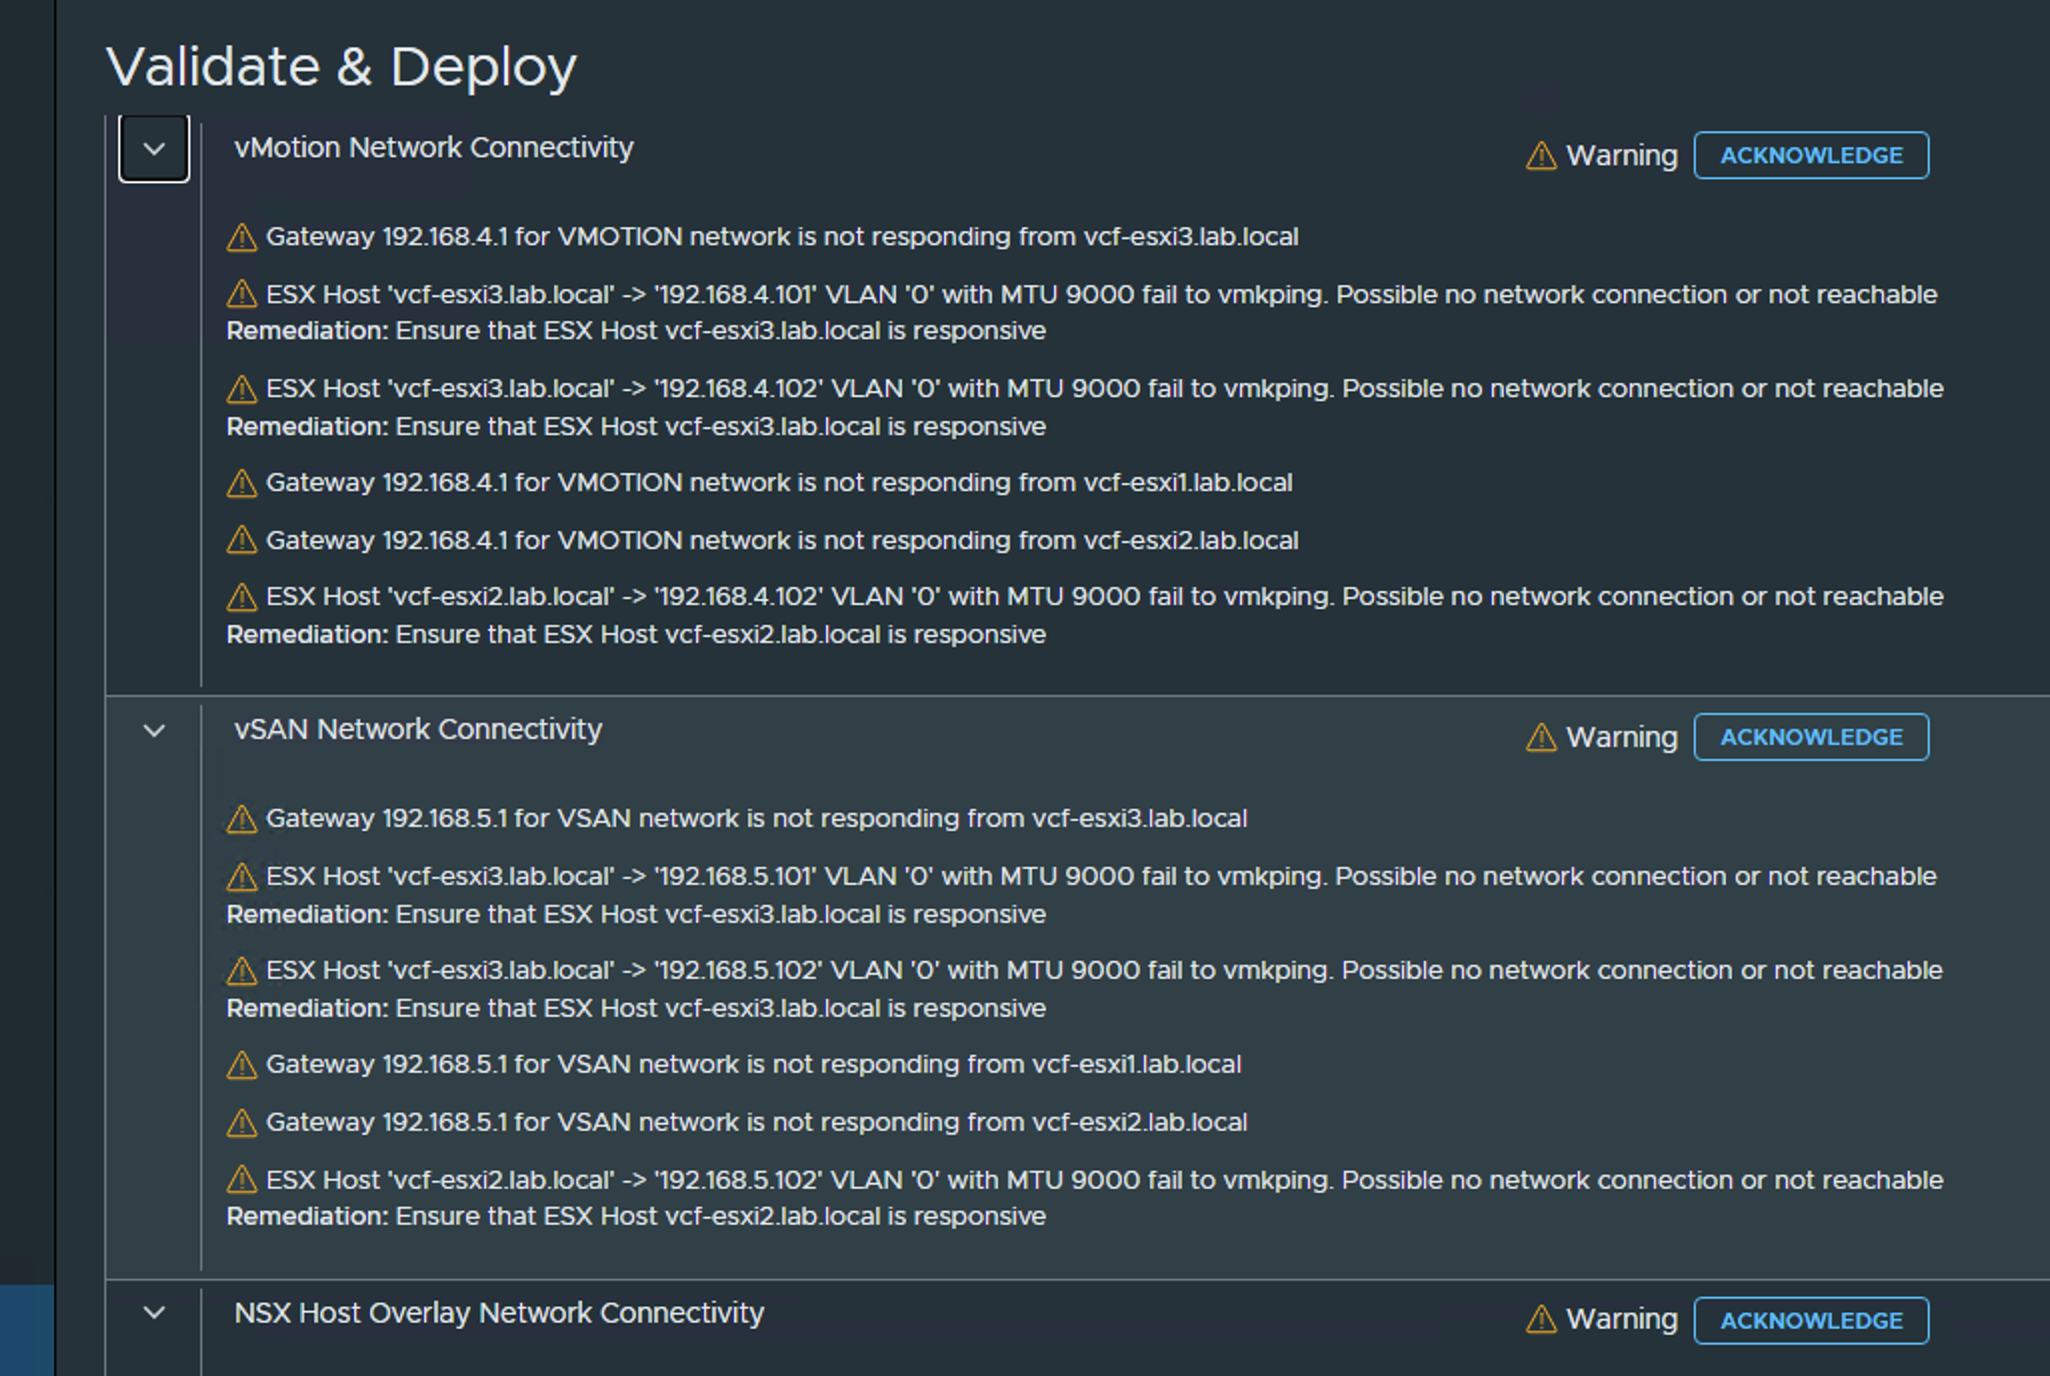 Validate & Deploy
vMotion Network Connectivity
Warning
ACKNOWLEDGE
Gateway 192.168.4.1 for VMOTION network is not responding from vcf-esxi3.lab.local
ESX Host 'vcf-esxi3.lab.local' -> '192.168.4.101' VLAN '0' with MTU 9000 fail to vmkping. Possible no network connection or not reachable
Remediation: Ensure that ESX Host vcf-esxi3.lab.local is responsive
ESX Host 'vcf-esxi3.lab.local' -> '192.168.4.102' VLAN '0' with MTU 9000 fail to vmkping. Possible no network connection or not reachable
Remediation: Ensure that ESX Host vcf-esxi3.lab.local is responsive
Gateway 192.168.4.1 for VMOTION network is not responding from vcf-esxi1.lab.local
Gateway 192.168.4.1 for VMOTION network is not responding from vcf-esxi2.lab.local
ESX Host 'vcf-esxi2.lab.local' -> '192.168.4.102' VLAN '0' with MTU 9000 fail to vmkping. Possible no network connection or not reachable
Remediation: Ensure that ESX Host vcf-esxi2.lab.local is responsive
vSAN Network Connectivity
Warning
ACKNOWLEDGE
Gateway 192.168.5.1 for VSAN network is not responding from vcf-esxi3.lab.local
ESX Host 'vcf-esxi3.lab.local' -> '192.168.5.101' VLAN '0' with MTU 9000 fail to vmkping. Possible no network connection or not reachable
Remediation: Ensure that ESX Host vcf-esxi3.lab.local is responsive
ESX Host 'vcf-esxi3.lab.local' -> '192.168.5.102' VLAN '0' with MTU 9000 fail to vmkping. Possible no network connection or not reachable
Remediation: Ensure that ESX Host vcf-esxi3.lab.local is responsive
Gateway 192.168.5.1 for VSAN network is not responding from vcf-esxi1.lab.local
Gateway 192.168.5.1 for VSAN network is not responding from vcf-esxi2.lab.local
ESX Host 'vcf-esxi2.lab.local' -> '192.168.5.102' VLAN '0' with MTU 9000 fail to vmkping. Possible no network connection or not reachable
Remediation: Ensure that ESX Host vcf-esxi2.lab.local is responsive
NSX Host Overlay Network Connectivity
Warning
ACKNOWLEDGE